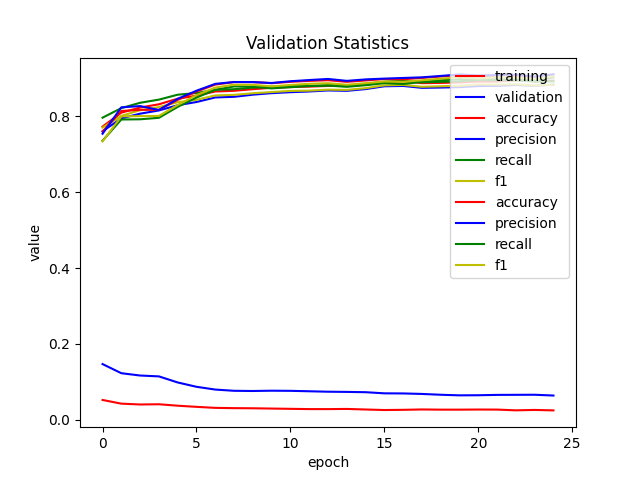 Validation Statistics
value
0.8
0.6
0.4
0.2
0.0
0 5 10 15 20 25
epoch
training
validation
accuracy
precision
recall
f1
accuracy
precision
recall
f1